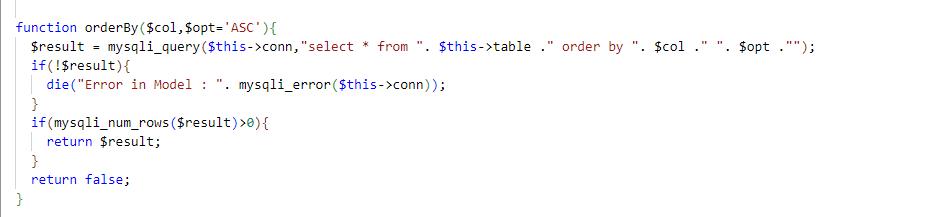 function orderBy($col,$opt='ASC'){
$result = mysqli_query($this->conn,"select * from ". $this->table ." order by ". $col ." ". $opt ."");
if(!$result){
die("Error in Model : ". mysqli_error($this->conn));
}
if(mysqli_num_rows($result)>0){
return $result;
}
return false;
}